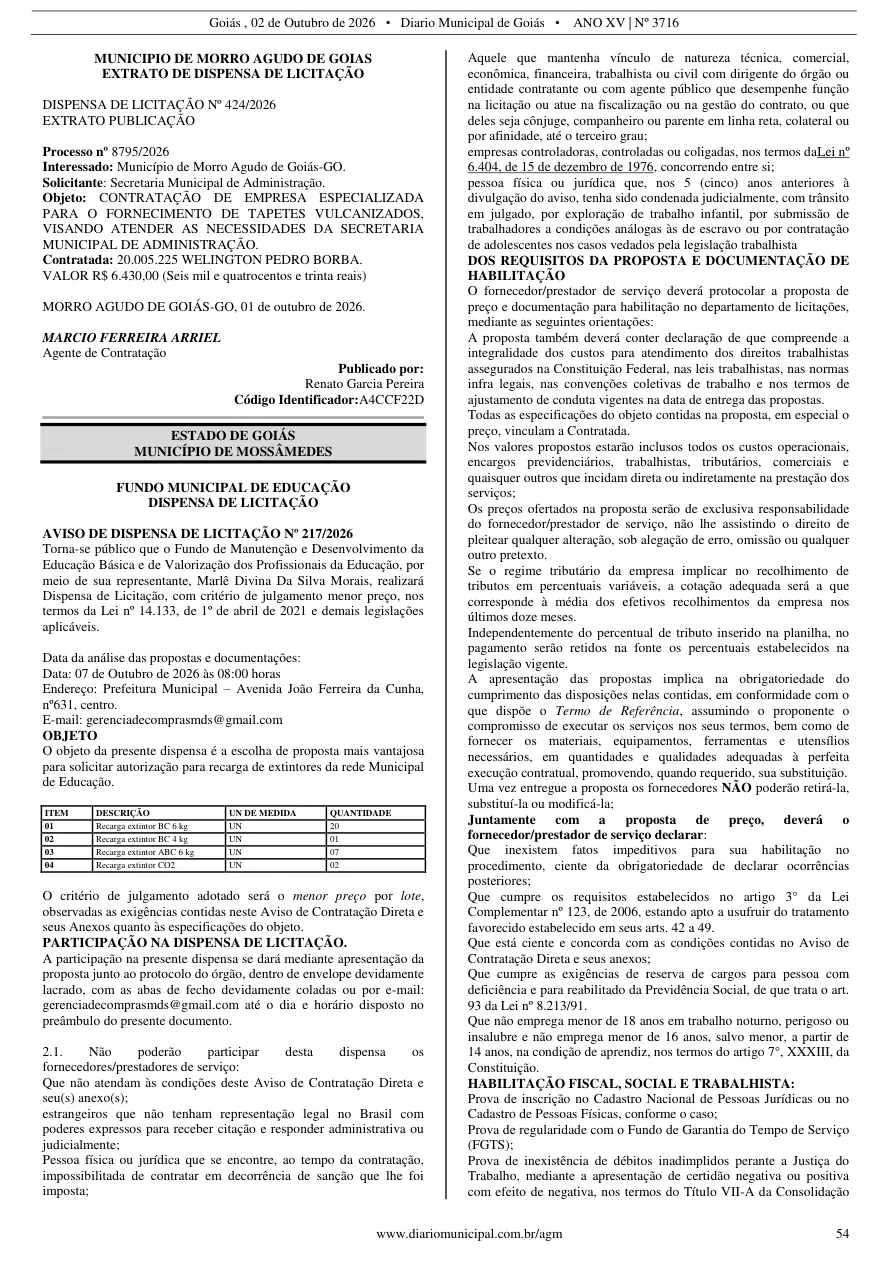 Goiás , 02 de Outubro de 2026 • Diario Municipal de Goiás • ANO XV | Nº 3716
MUNICIPIO DE MORRO AGUDO DE GOIAS
EXTRATO DE DISPENSA DE LICITAÇÃO
DISPENSA DE LICITAÇÃO Nº 424/2026
EXTRATO PUBLICAÇÃO
Processo nº 8795/2026
Interessado: Município de Morro Agudo de Goiás-GO.
Solicitante: Secretaria Municipal de Administração.
Objeto: CONTRATAÇÃO DE EMPRESA ESPECIALIZADA
PARA O FORNECIMENTO DE TAPETES VULCANIZADOS,
VISANDO ATENDER AS NECESSIDADES DA SECRETARIA
MUNICIPAL DE ADMINISTRAÇÃO.
Contratada: 20.005.225 WELINGTON PEDRO BORBA.
VALOR R$ 6.430,00 (Seis mil e quatrocentos e trinta reais)
MORRO AGUDO DE GOIÁS-GO, 01 de outubro de 2026.
MARCIO FERREIRA ARRIEL
Agente de Contratação
Publicado por:
Renato Garcia Pereira
Código Identificador:A4CCF22D
ESTADO DE GOIÁS
MUNICÍPIO DE MOSSÂMEDES
FUNDO MUNICIPAL DE EDUCAÇÃO
DISPENSA DE LICITAÇÃO
AVISO DE DISPENSA DE LICITAÇÃO Nº 217/2026
Torna-se público que o Fundo de Manutenção e Desenvolvimento da
Educação Básica e de Valorização dos Profissionais da Educação, por
meio de sua representante, Marlê Divina Da Silva Morais, realizará
Dispensa de Licitação, com critério de julgamento menor preço, nos
termos da Lei nº 14.133, de 1º de abril de 2021 e demais legislações
aplicáveis.
Data da análise das propostas e documentações:
Data: 07 de Outubro de 2026 às 08:00 horas
Endereço: Prefeitura Municipal – Avenida João Ferreira da Cunha,
nº631, centro.
E-mail: gerenciadecomprasmds@gmail.com
OBJETO
O objeto da presente dispensa é a escolha de proposta mais vantajosa
para solicitar autorização para recarga de extintores da rede Municipal
de Educação.
ITEM DESCRIÇÃO UN DE MEDIDA QUANTIDADE
01 Recarga extintor BC 6 kg UN 20
02 Recarga extintor BC 4 kg UN 01
03 Recarga extintor ABC 6 kg UN 07
04 Recarga extintor CO2 UN 02
O critério de julgamento adotado será o menor preço por lote,
observadas as exigências contidas neste Aviso de Contratação Direta e
seus Anexos quanto às especificações do objeto.
PARTICIPAÇÃO NA DISPENSA DE LICITAÇÃO.
A participação na presente dispensa se dará mediante apresentação da
proposta junto ao protocolo do órgão, dentro de envelope devidamente
lacrado, com as abas de fecho devidamente coladas ou por e-mail:
gerenciadecomprasmds@gmail.com até o dia e horário disposto no
preâmbulo do presente documento.
2.1. Não poderão participar desta dispensa os
fornecedores/prestadores de serviço:
Que não atendam às condições deste Aviso de Contratação Direta e
seu(s) anexo(s);
estrangeiros que não tenham representação legal no Brasil com
poderes expressos para receber citação e responder administrativa ou
judicialmente;
Pessoa física ou jurídica que se encontre, ao tempo da contratação,
impossibilitada de contratar em decorrência de sanção que lhe foi
imposta;
Aquele que mantenha vínculo de natureza técnica, comercial,
econômica, financeira, trabalhista ou civil com dirigente do órgão ou
entidade contratante ou com agente público que desempenhe função
na licitação ou atue na fiscalização ou na gestão do contrato, ou que
deles seja cônjuge, companheiro ou parente em linha reta, colateral ou
por afinidade, até o terceiro grau;
empresas controladoras, controladas ou coligadas, nos termos daLei nº
6.404, de 15 de dezembro de 1976, concorrendo entre si;
pessoa física ou jurídica que, nos 5 (cinco) anos anteriores à
divulgação do aviso, tenha sido condenada judicialmente, com trânsito
em julgado, por exploração de trabalho infantil, por submissão de
trabalhadores a condições análogas às de escravo ou por contratação
de adolescentes nos casos vedados pela legislação trabalhista
DOS REQUISITOS DA PROPOSTA E DOCUMENTAÇÃO DE
HABILITAÇÃO
O fornecedor/prestador de serviço deverá protocolar a proposta de
preço e documentação para habilitação no departamento de licitações,
mediante as seguintes orientações:
A proposta também deverá conter declaração de que compreende a
integralidade dos custos para atendimento dos direitos trabalhistas
assegurados na Constituição Federal, nas leis trabalhistas, nas normas
infra legais, nas convenções coletivas de trabalho e nos termos de
ajustamento de conduta vigentes na data de entrega das propostas.
Todas as especificações do objeto contidas na proposta, em especial o
preço, vinculam a Contratada.
Nos valores propostos estarão inclusos todos os custos operacionais,
encargos previdenciários, trabalhistas, tributários, comerciais e
quaisquer outros que incidam direta ou indiretamente na prestação dos
serviços;
Os preços ofertados na proposta serão de exclusiva responsabilidade
do fornecedor/prestador de serviço, não lhe assistindo o direito de
pleitear qualquer alteração, sob alegação de erro, omissão ou qualquer
outro pretexto.
Se o regime tributário da empresa implicar no recolhimento de
tributos em percentuais variáveis, a cotação adequada será a que
corresponde à média dos efetivos recolhimentos da empresa nos
últimos doze meses.
Independentemente do percentual de tributo inserido na planilha, no
pagamento serão retidos na fonte os percentuais estabelecidos na
legislação vigente.
A apresentação das propostas implica na obrigatoriedade do
cumprimento das disposições nelas contidas, em conformidade com o
que dispõe o Termo de Referência, assumindo o proponente o
compromisso de executar os serviços nos seus termos, bem como de
fornecer os materiais, equipamentos, ferramentas e utensílios
necessários, em quantidades e qualidades adequadas à perfeita
execução contratual, promovendo, quando requerido, sua substituição.
Uma vez entregue a proposta os fornecedores NÃO poderão retirá-la,
substituí-la ou modificá-la;
Juntamente com a proposta de preço, deverá o
fornecedor/prestador de serviço declarar:
Que inexistem fatos impeditivos para sua habilitação no
procedimento, ciente da obrigatoriedade de declarar ocorrências
posteriores;
Que cumpre os requisitos estabelecidos no artigo 3° da Lei
Complementar nº 123, de 2006, estando apto a usufruir do tratamento
favorecido estabelecido em seus arts. 42 a 49.
Que está ciente e concorda com as condições contidas no Aviso de
Contratação Direta e seus anexos;
Que cumpre as exigências de reserva de cargos para pessoa com
deficiência e para reabilitado da Previdência Social, de que trata o art.
93 da Lei nº 8.213/91.
Que não emprega menor de 18 anos em trabalho noturno, perigoso ou
insalubre e não emprega menor de 16 anos, salvo menor, a partir de
14 anos, na condição de aprendiz, nos termos do artigo 7°, XXXIII, da
Constituição.
HABILITAÇÃO FISCAL, SOCIAL E TRABALHISTA:
Prova de inscrição no Cadastro Nacional de Pessoas Jurídicas ou no
Cadastro de Pessoas Físicas, conforme o caso;
Prova de regularidade com o Fundo de Garantia do Tempo de Serviço
(FGTS);
Prova de inexistência de débitos inadimplidos perante a Justiça do
Trabalho, mediante a apresentação de certidão negativa ou positiva
com efeito de negativa, nos termos do Título VII-A da Consolidação
www.diariomunicipal.com.br/agm 54